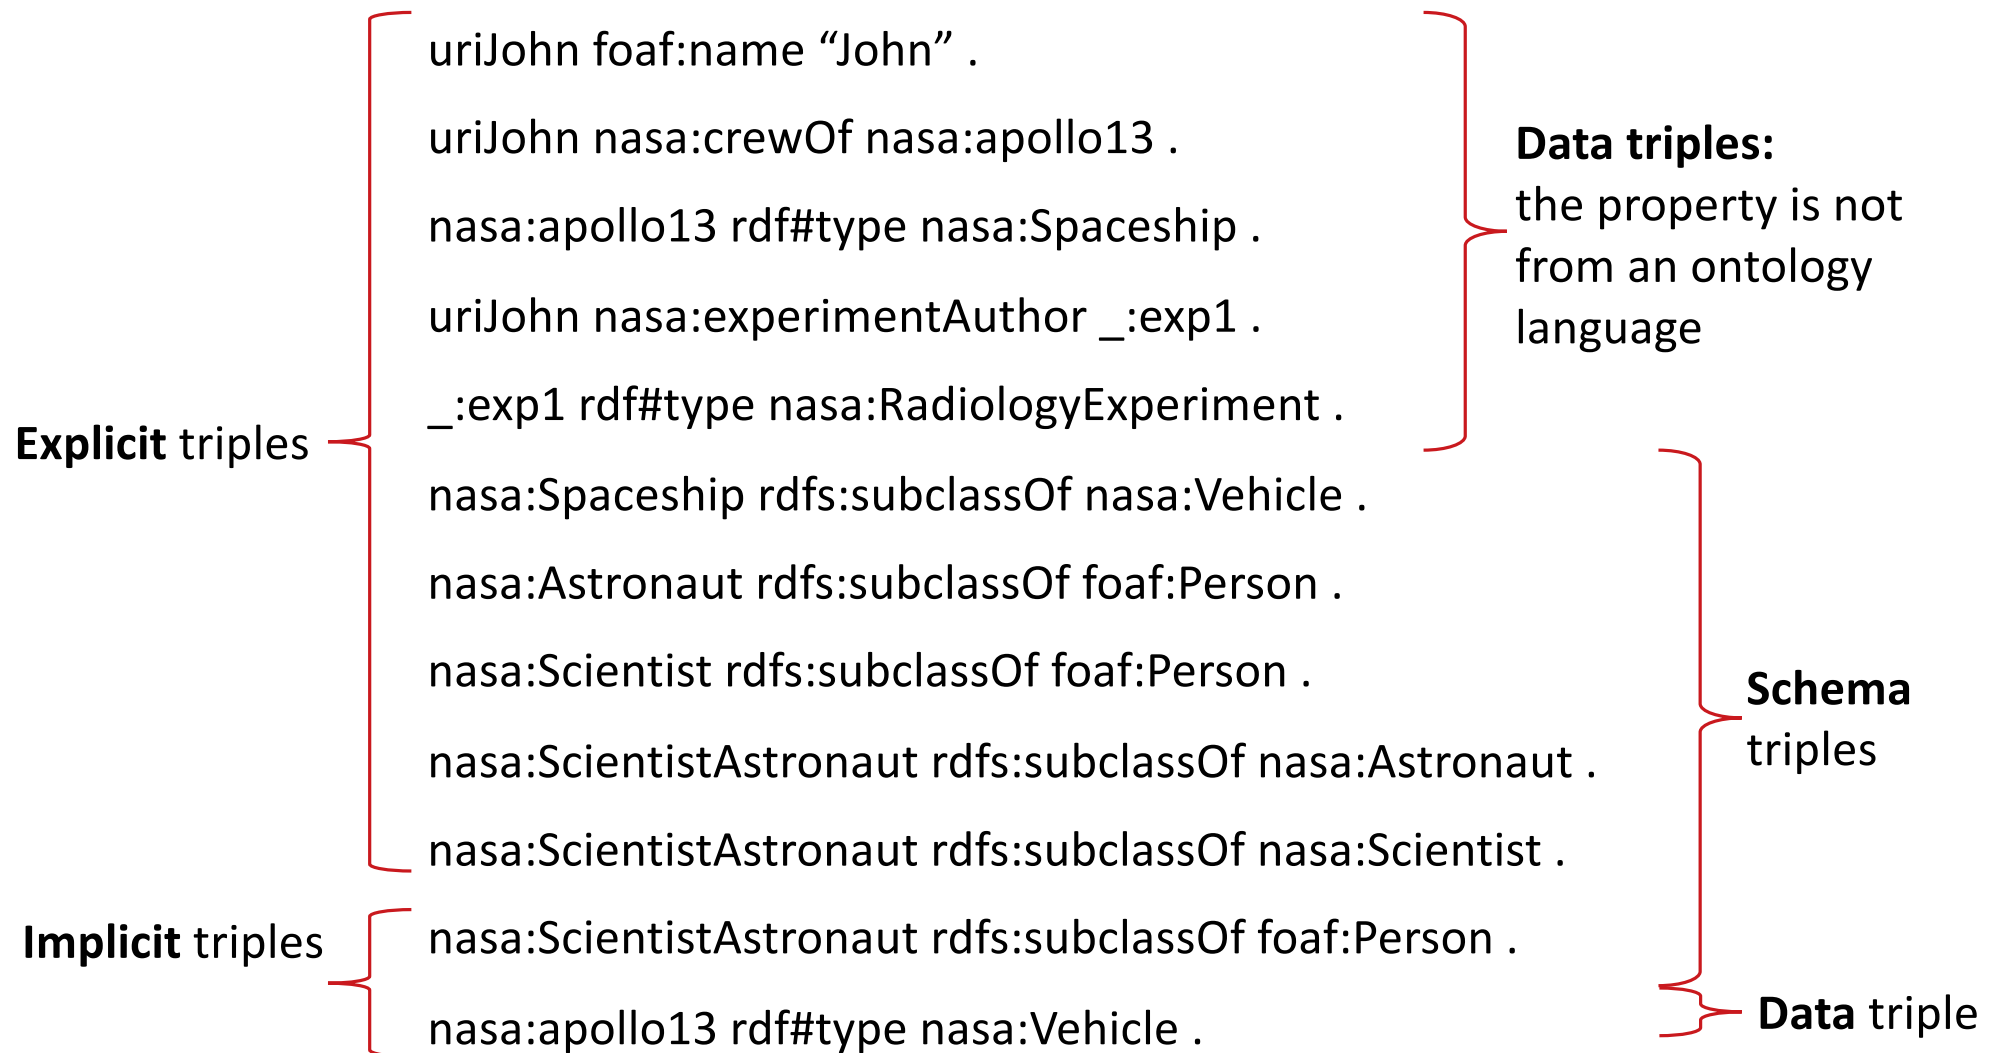 uriJohn foaf:name “John” .
uriJohn nasa:crewOf nasa:apollo13 .
nasa:apollo13 rdf#type nasa:Spaceship .
uriJohn nasa:experimentAuthor _:exp1 .
_:exp1 rdf#type nasa:RadiologyExperiment .
nasa:Spaceship rdfs:subclassOf nasa:Vehicle .
nasa:Astronaut rdfs:subclassOf foaf:Person .
nasa:Scientist rdfs:subclassOf foaf:Person .
nasa:ScientistAstronaut rdfs:subclassOf nasa:Astronaut .
nasa:ScientistAstronaut rdfs:subclassOf nasa:Scientist .
nasa:ScientistAstronaut rdfs:subclassOf foaf:Person .
nasa:apollo13 rdf#type nasa:Vehicle .
Explicit triples
Implicit triples
Data triples:
the property is not
from an ontology
language
Schema
triples
Data triple